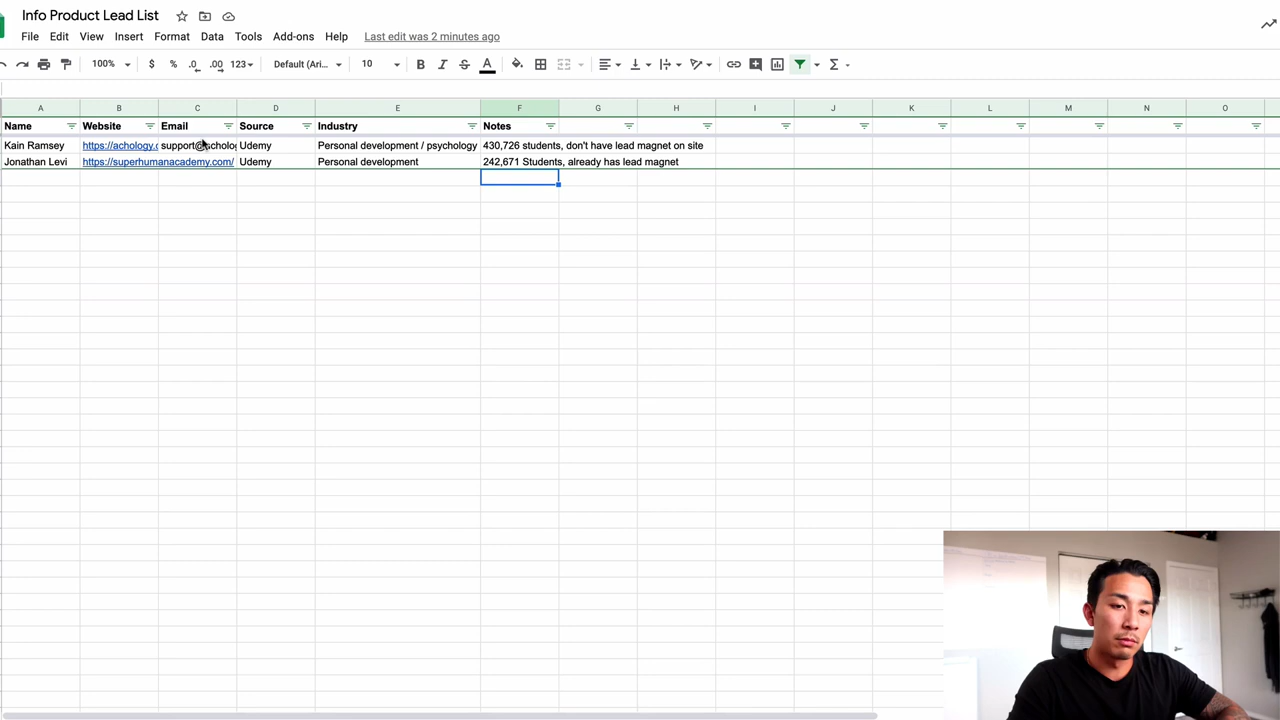 Info Product Lead List
File Edit View Insert Format Data Tools Add-ons Help Last edit was 2 minutes ago
100% $ % .0 .00 123 Default (Ari... 10 B I S A Σ
A B C D E F G H I J K L M N O
Name Website Email Source Industry Notes
Kain Ramsey https://achology.c support@ Udemy Personal development / psychology 430,726 students, don't have lead magnet on site
Jonathan Levi https://superhumanacademy.com/ Udemy Personal development 242,671 Students, already has lead magnet